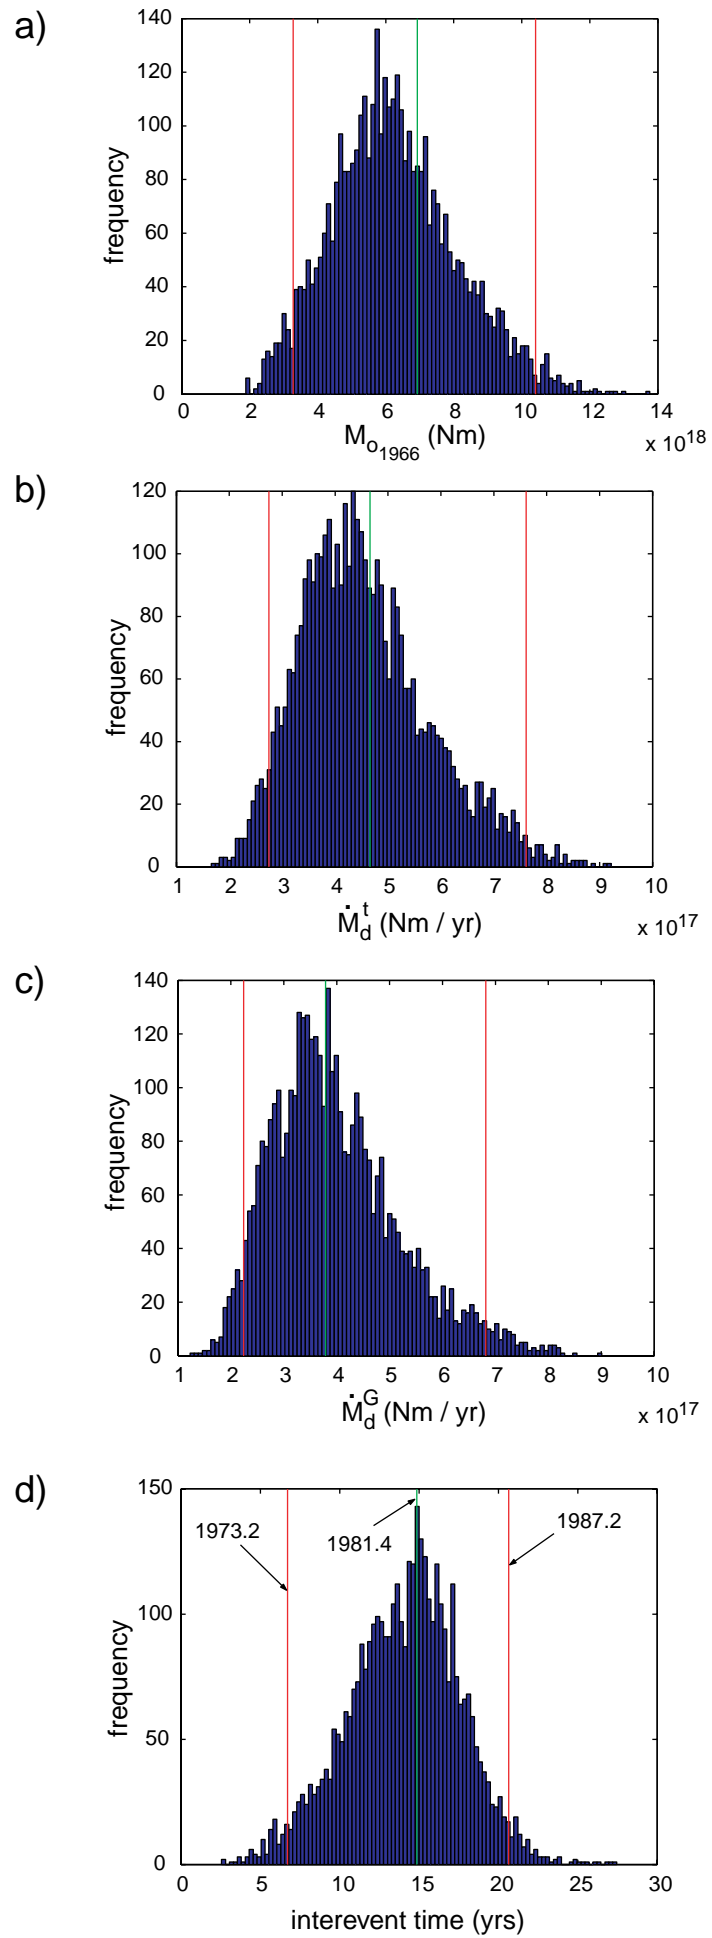 a)
140
120
100
80
60
40
20
0
frequency
0 2 4 6 8 10 12 14
M_o_1966 (Nm)
x 10^18
b)
120
100
80
60
40
20
0
frequency
1 2 3 4 5 6 7 8 9 10
Ṁ_d^t (Nm / yr)
x 10^17
c)
140
120
100
80
60
40
20
0
frequency
1 2 3 4 5 6 7 8 9 10
Ṁ_d^G (Nm / yr)
x 10^17
d)
150
1973.2
1981.4
1987.2
100
50
0
frequency
0 5 10 15 20 25 30
interevent time (yrs)